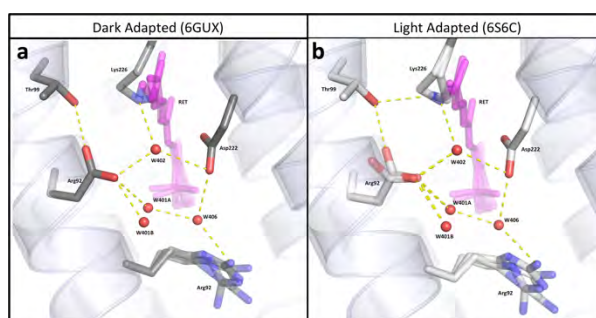 Dark Adapted (6GUX)
Light Adapted (6S6C)
a
Lys226
Thr99
RET
Asp222
W402
Arg92
W401A
W406
W401B
Arg92
b
Lys226
Thr99
RET
Asp222
W402
Arg92
W401A
W406
W401B
Arg92